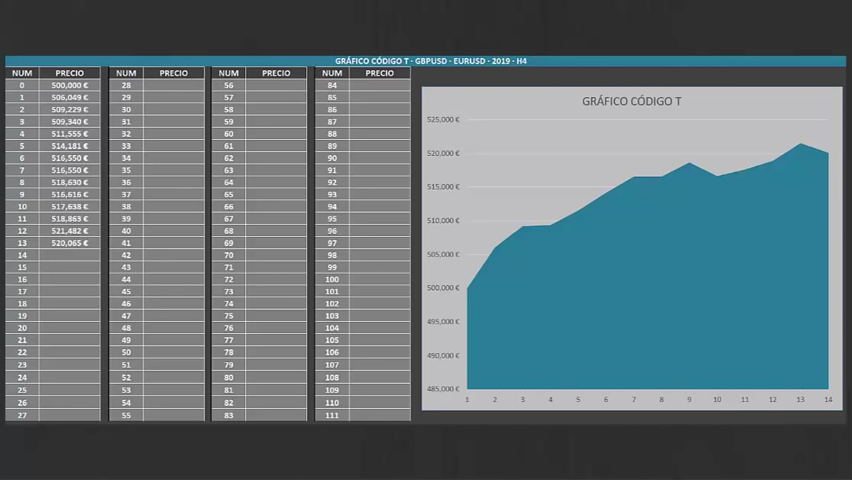 GRÁFICO CÓDIGO T - GBPUSD - EURUSD - 2019 - H4
NUM PRECIO NUM PRECIO NUM PRECIO NUM PRECIO
0 500,000 € 28 56 84
1 506,049 € 29 57 85
2 509,229 € 30 58 86
3 509,340 € 31 59 87
4 511,555 € 32 60 88
5 514,181 € 33 61 89
6 516,550 € 34 62 90
7 516,550 € 35 63 91
8 518,630 € 36 64 92
9 516,616 € 37 65 93
10 517,638 € 38 66 94
11 518,863 € 39 67 95
12 521,482 € 40 68 96
13 520,065 € 41 69 97
14 42 70 98
15 43 71 99
16 44 72 100
17 45 73 101
18 46 74 102
19 47 75 103
20 48 76 104
21 49 77 105
22 50 78 106
23 51 79 107
24 52 80 108
25 53 81 109
26 54 82 110
27 55 83 111
GRÁFICO CÓDIGO T
525,000 €
520,000 €
515,000 €
510,000 €
505,000 €
500,000 €
495,000 €
490,000 €
485,000 €
1 2 3 4 5 6 7 8 9 10 11 12 13 14